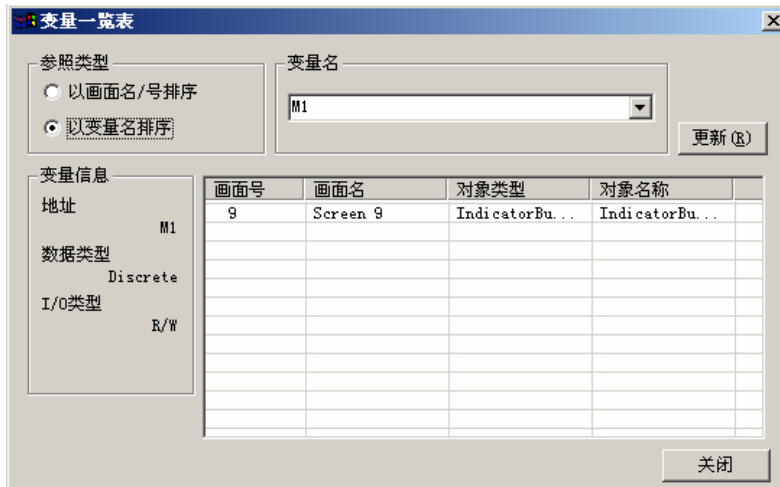 变量一览表
参照类型
以画面名/号排序
以变量名排序
变量名
M1
更新(R)
变量信息
地址
M1
数据类型
Discrete
I/O类型
R/W
画面号 画面名 对象类型 对象名称
9 Screen 9 IndicatorBu... IndicatorBu...
关闭